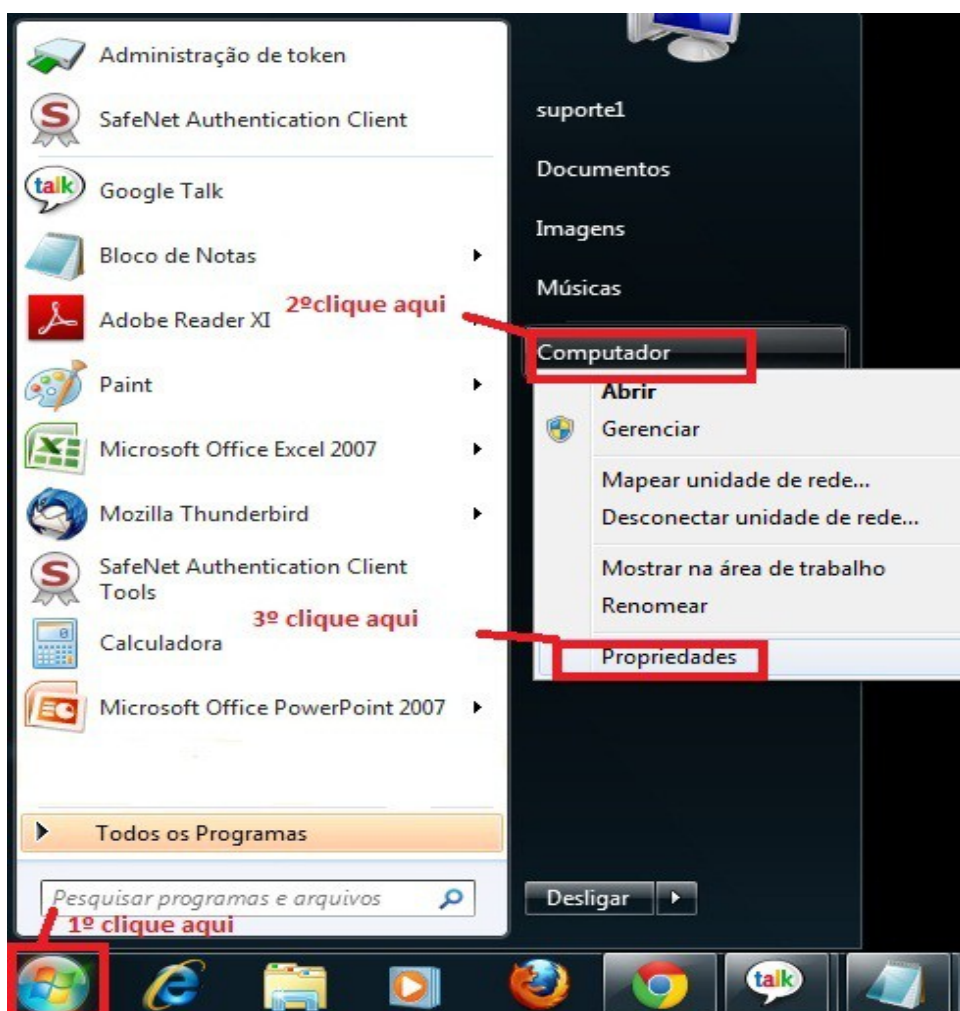 Administração de token
SafeNet Authentication Client
talk
Google Talk
Bloco de Notas
Adobe Reader XI
Paint
Microsoft Office Excel 2007
Mozilla Thunderbird
SafeNet Authentication Client
Tools
Calculadora
Microsoft Office PowerPoint 2007
Todos os Programas
Pesquisar programas e arquivos
1º clique aqui
suporte1
Documentos
Imagens
Músicas
2ºclique aqui
Computador
Abrir
Gerenciar
Mapear unidade de rede...
Desconectar unidade de rede...
Mostrar na área de trabalho
Renomear
3º clique aqui
Propriedades
Desligar
talk